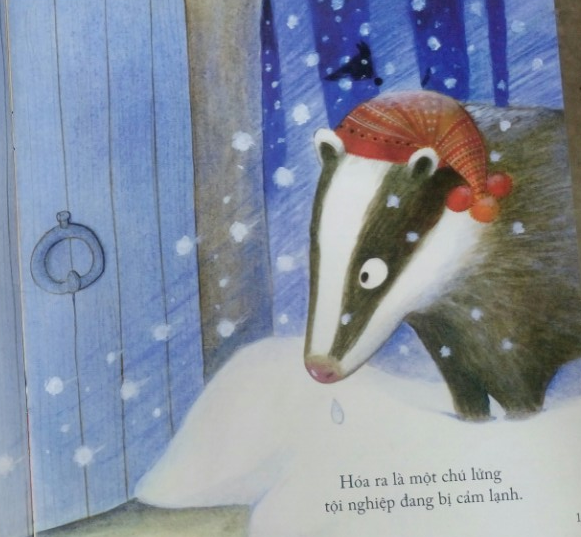 Hóa ra là một chú lửng
tội nghiệp đang bị cảm lạnh.